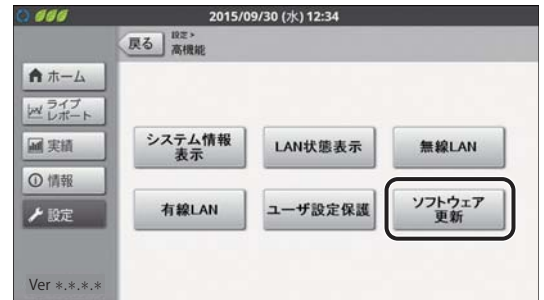 2015/09/30 (水) 12:34
戻る
設定>
高機能
ホーム
ライブ
レポート
実績
情報
設定
システム情報
表示
LAN状態表示
無線LAN
有線LAN
ユーザ設定保護
ソフトウェア
更新
Ver *.*.*.*